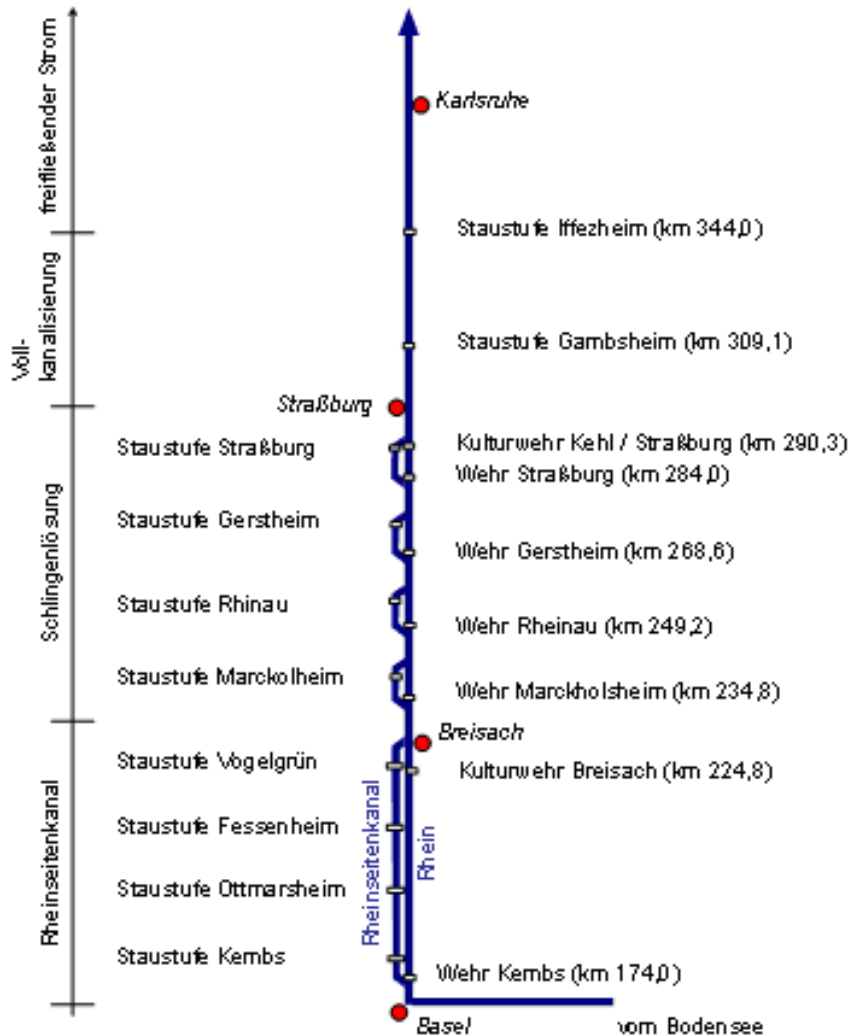 freifließender Strom
Karlsruhe
Staustufe Iffezheim (km 344,0)
Voll-
kanalisierung
Staustufe Gambsheim (km 309,1)
Straßburg
Schlingenlösung
Staustufe Straßburg
Kulturwehr Kehl / Straßburg (km 290,3)
Wehr Straßburg (km 284,0)
Staustufe Gerstheim
Wehr Gerstheim (km 268,6)
Staustufe Rhinau
Wehr Rheinau (km 249,2)
Staustufe Marckolheim
Wehr Marckholsheim (km 234,8)
Breisach
Rheinseitenkanal
Staustufe Vogelgrün
Kulturwehr Breisach (km 224,8)
Rheinseitenkanal
Rhein
Staustufe Fessenheim
Staustufe Ottmarsheim
Staustufe Kembs
Wehr Kembs (km 174,0)
Basel
vom Bodensee